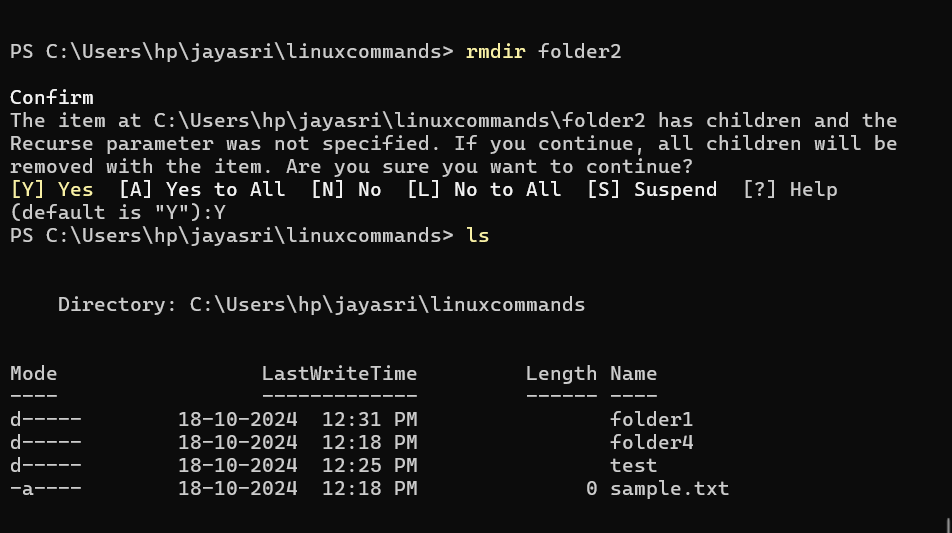 PS C:\Users\hp\jayasri\linuxcommands> rmdir folder2
Confirm
The item at C:\Users\hp\jayasri\linuxcommands\folder2 has children and the
Recurse parameter was not specified. If you continue, all children will be
removed with the item. Are you sure you want to continue?
[Y] Yes  [A] Yes to All  [N] No  [L] No to All  [S] Suspend  [?] Help
(default is "Y"):Y
PS C:\Users\hp\jayasri\linuxcommands> ls
    Directory: C:\Users\hp\jayasri\linuxcommands
Mode                 LastWriteTime         Length Name
----                 -------------         ------ ----
d-----        18-10-2024  12:31 PM                folder1
d-----        18-10-2024  12:18 PM                folder4
d-----        18-10-2024  12:25 PM                test
-a----        18-10-2024  12:18 PM              0 sample.txt